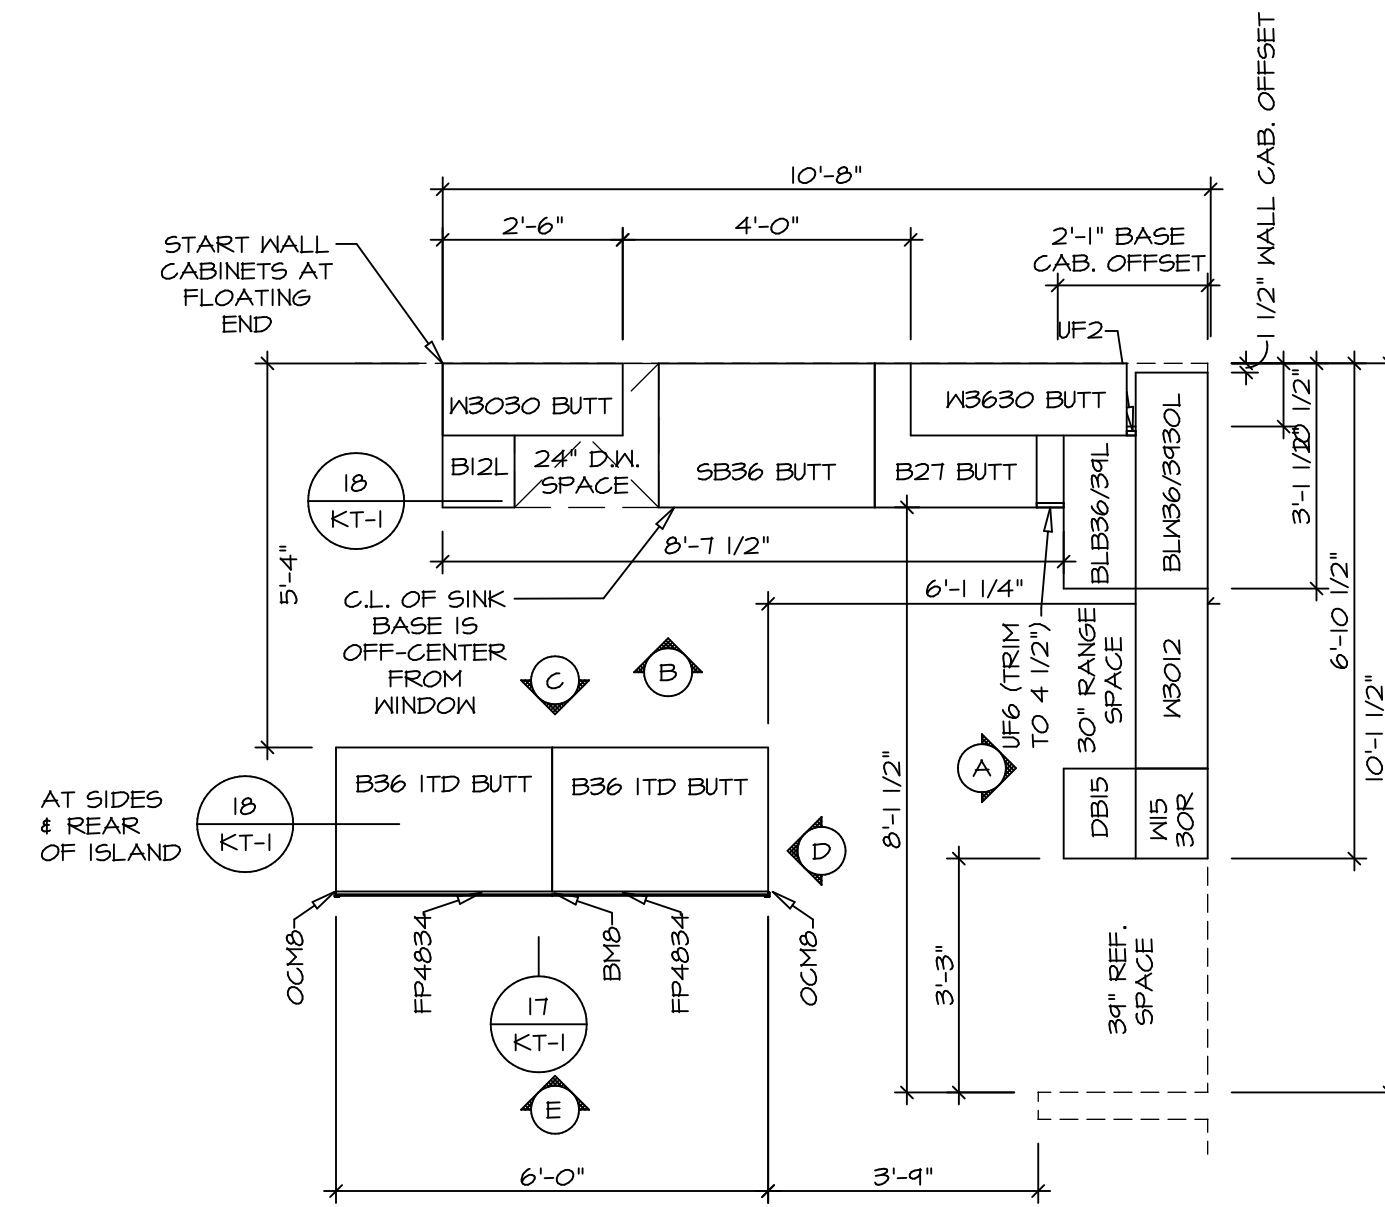 1 1/2" WALL CAB. OFFSET
10'-8"
2'-6"
4'-0"
2'-1" BASE
CAB. OFFSET
START WALL
CABINETS AT
FLOATING
END
UF2
W3030 BUTT
W3630 BUTT
B12L
24" D.W.
SPACE
SB36 BUTT
B27 BUTT
BLB36/39L
BLW36/3930L
3'-1 1/2"
6'-10 1/2"
10'-1 1/2"
18
KT-1
8'-7 1/2"
5'-4"
C.L. OF SINK
BASE IS
OFF-CENTER
FROM
WINDOW
6'-1 1/4"
C
B
UF6 (TRIM
TO 4 1/2")
30" RANGE
SPACE
W3012
A
8'-1 1/2"
B36 1TD BUTT
B36 1TD BUTT
DB15
W15
30R
AT SIDES
& REAR
OF ISLAND
18
KT-1
D
OCM8
FP4834
BM8
FP4834
OCM8
3'-3"
39" REF.
SPACE
17
KT-1
E
6'-0"
3'-9"